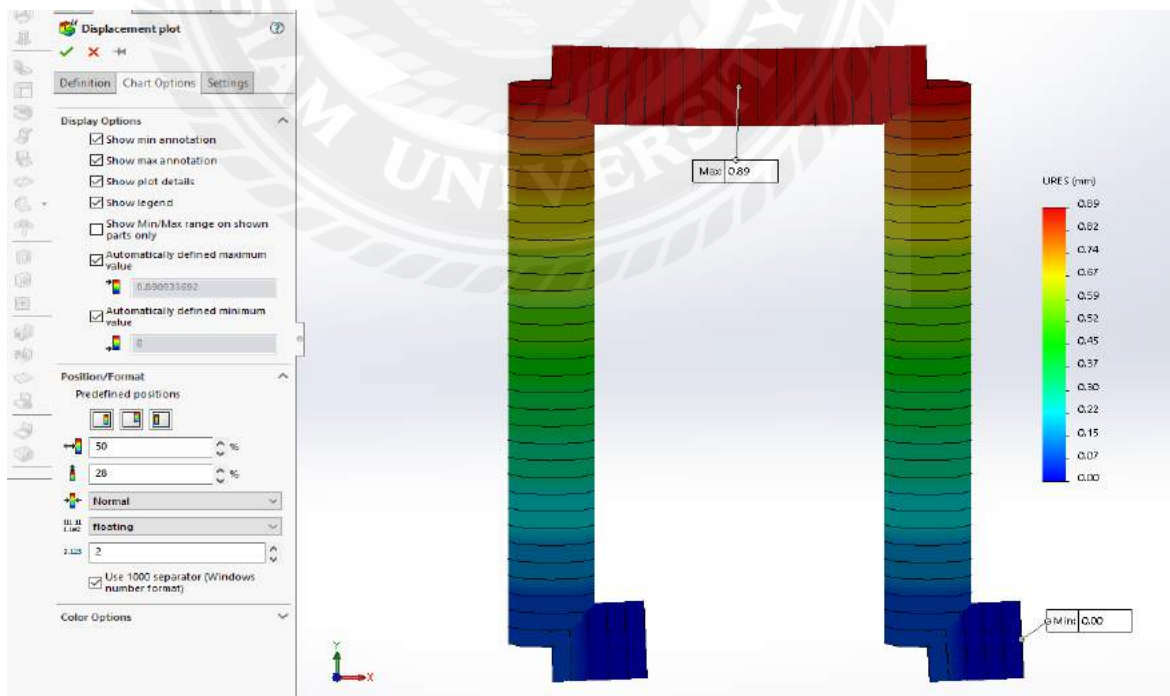 Displacement plot
Definition Chart Options Settings
Display Options
Show min annotation
Show max annotation
Show plot details
Show legend
Show Min/Max range on shown
parts only
Automatically defined maximum
value
0.890933692
Automatically defined minimum
value
0
Position/Format
Predefined positions
50 %
28 %
Normal
floating
2.123 2
Use 1000 separator (Windows
number format)
Color Options
SIAM UNIVERSITY
Max: 0.89
URES (mm)
0.89
0.82
0.74
0.67
0.59
0.52
0.45
0.37
0.30
0.22
0.15
0.07
0.00
Min: 0.00
Y
X